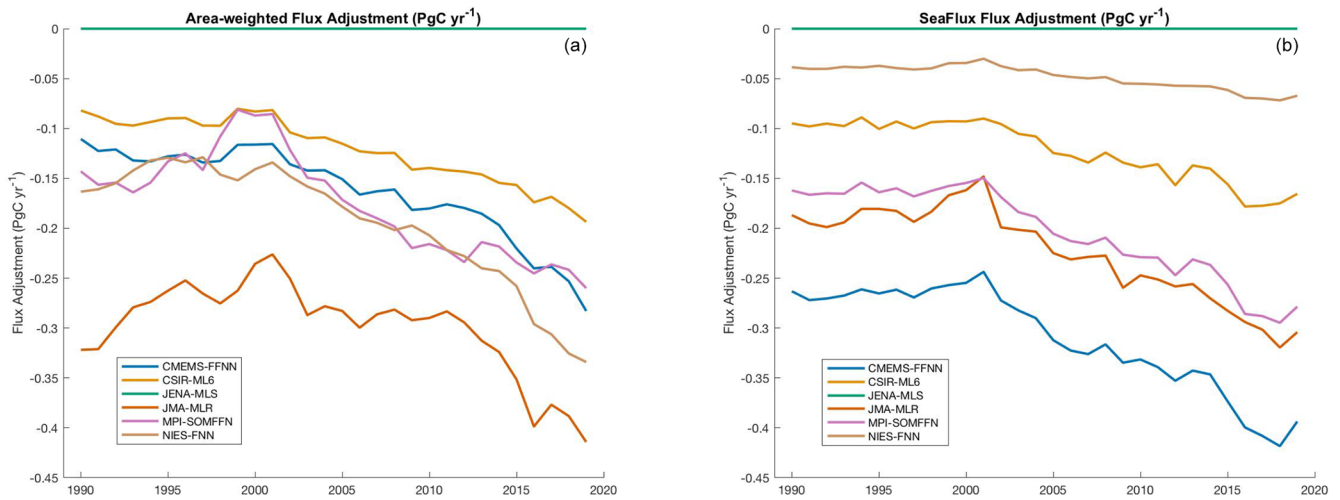 Area-weighted Flux Adjustment (PgC yr-1)
(a)
Flux Adjustment (PgC yr-1)
0
-0.05
-0.1
-0.15
-0.2
-0.25
-0.3
-0.35
-0.4
-0.45
CMEMS-FFNN
CSIR-ML6
JENA-MLS
JMA-MLR
MPI-SOMFFN
NIES-FNN
1990 1995 2000 2005 2010 2015 2020
SeaFlux Flux Adjustment (PgC yr-1)
(b)
Flux Adjustment (PgC yr-1)
0
-0.05
-0.1
-0.15
-0.2
-0.25
-0.3
-0.35
-0.4
-0.45
CMEMS-FFNN
CSIR-ML6
JENA-MLS
JMA-MLR
MPI-SOMFFN
NIES-FNN
1990 1995 2000 2005 2010 2015 2020